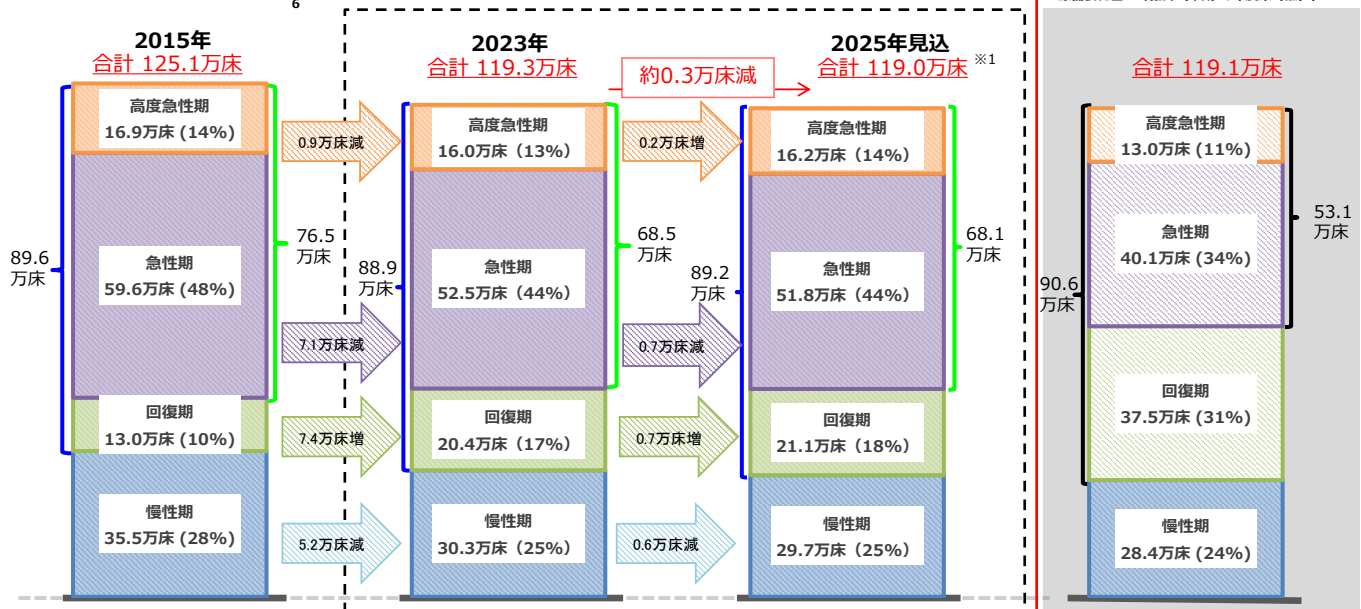 6
2015年
合計 125.1万床
高度急性期
16.9万床 (14%)
急性期
59.6万床 (48%)
回復期
13.0万床 (10%)
慢性期
35.5万床 (28%)
89.6
万床
76.5
万床
0.9万床減
7.1万床減
7.4万床増
5.2万床減
2023年
合計 119.3万床
高度急性期
16.0万床（13%）
急性期
52.5万床（44%）
回復期
20.4万床（17%）
慢性期
30.3万床（25%）
88.9
万床
68.5
万床
約0.3万床減
0.2万床増
0.7万床減
0.7万床増
0.6万床減
2025年見込
合計 119.0万床 ※1
高度急性期
16.2万床（14%）
急性期
51.8万床（44%）
回復期
21.1万床（18%）
慢性期
29.7万床（25%）
89.2
万床
68.1
万床
合計 119.1万床
高度急性期
13.0万床（11%）
急性期
40.1万床（34%）
回復期
37.5万床（31%）
慢性期
28.4万床（24%）
90.6
万床
53.1
万床